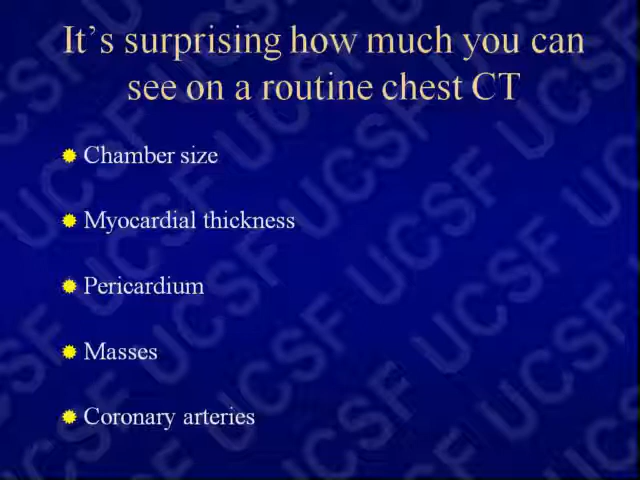 It's surprising how much you can
see on a routine chest CT
Chamber size
Myocardial thickness
Pericardium
Masses
Coronary arteries
UCSF